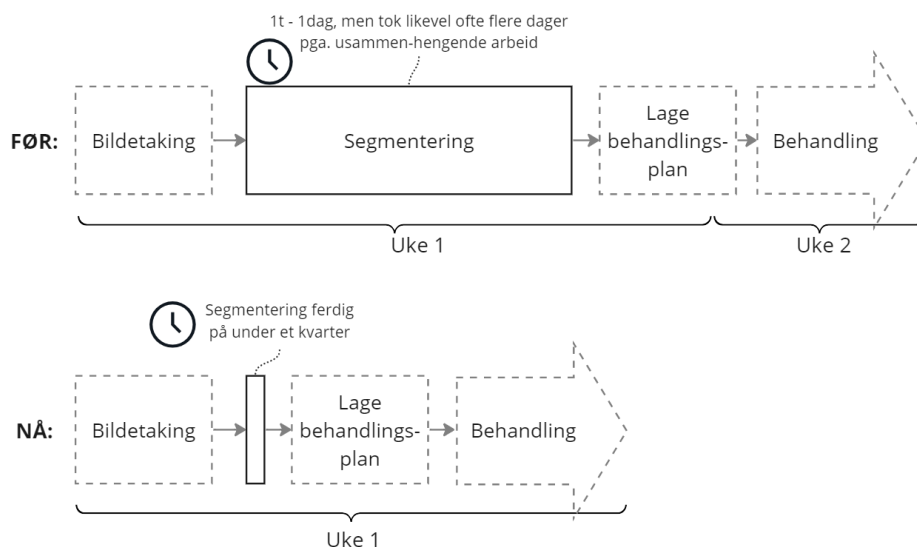 1t - 1dag, men tok likevel ofte flere dager
pga. usammen-hengende arbeid
FØR:
Bildetaking
Segmentering
Lage
behandlings-
plan
Behandling
Uke 1
Uke 2
Segmentering ferdig
på under et kvarter
NÅ:
Bildetaking
Lage
behandlings-
plan
Behandling
Uke 1